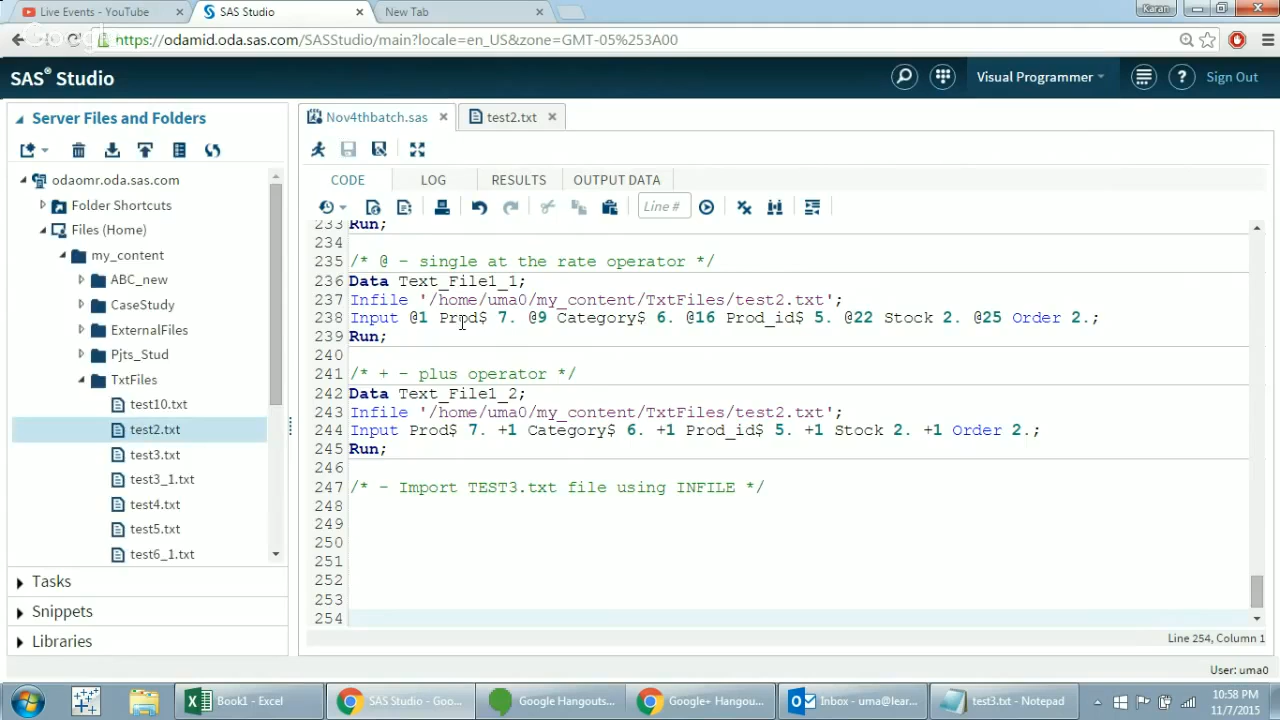 Live Events - YouTube × SAS Studio × New Tab × Karan
https://odamid.oda.sas.com/SASStudio/main?locale=en_US&zone=GMT-05%253A00
SAS® Studio Visual Programmer ? Sign Out
Server Files and Folders
Nov4thbatch.sas × test2.txt ×
CODE LOG RESULTS OUTPUT DATA
Line #
odaomr.oda.sas.com
Folder Shortcuts
Files (Home)
my_content
ABC_new
CaseStudy
ExternalFiles
Pjts_Stud
TxtFiles
test10.txt
test2.txt
test3.txt
test3_1.txt
test4.txt
test5.txt
test6_1.txt
Tasks
Snippets
Libraries
233 Run;
234
235 /* @ - single at the rate operator */
236 Data Text_File1_1;
237 Infile '/home/uma0/my_content/TxtFiles/test2.txt';
238 Input @1 Prod$ 7. @9 Category$ 6. @16 Prod_id$ 5. @22 Stock 2. @25 Order 2.;
239 Run;
240
241 /* + - plus operator */
242 Data Text_File1_2;
243 Infile '/home/uma0/my_content/TxtFiles/test2.txt';
244 Input Prod$ 7. +1 Category$ 6. +1 Prod_id$ 5. +1 Stock 2. +1 Order 2.;
245 Run;
246
247 /* - Import TEST3.txt file using INFILE */
248
249
250
251
252
253
254
Line 254, Column 1
User: uma0
Book1 - Excel SAS Studio - Goo... Google Hangouts... Google+ Hangou... Inbox - uma@lear... test3.txt - Notepad
10:58 PM
11/7/2015